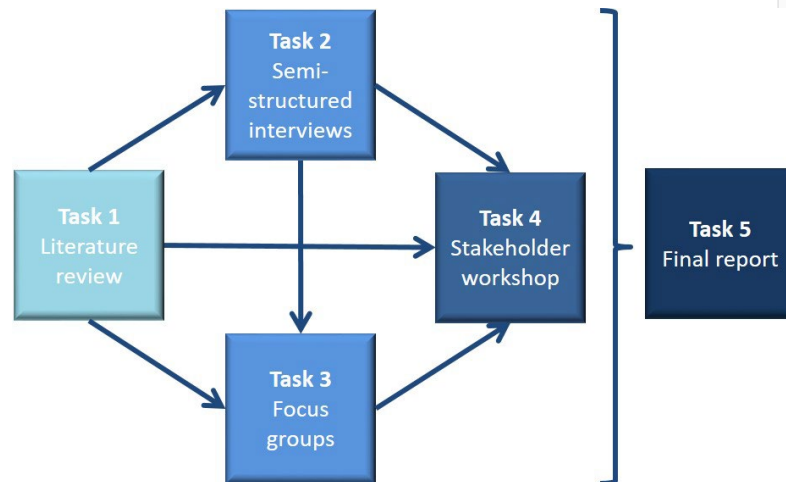 Task 2
Semi-
structured
interviews
Task 1
Literature
review
Task 4
Stakeholder
workshop
Task 5
Final report
Task 3
Focus
groups